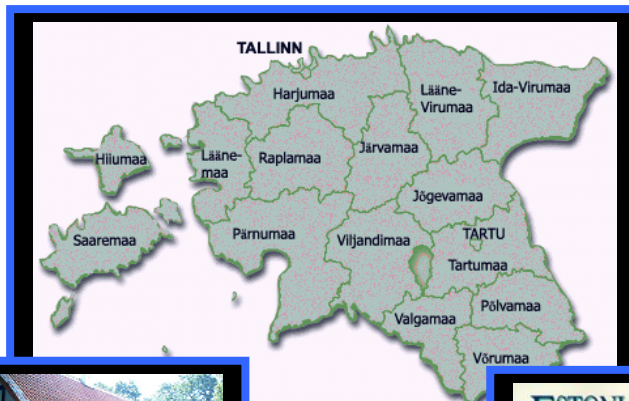 TALLINN
Harjumaa
Lääne-
Virumaa
Ida-Virumaa
Hiiumaa
Lääne-
maa
Raplamaa
Järvamaa
Jõgevamaa
Saaremaa
Pärnumaa
Viljandimaa
TARTU
Tartumaa
Valgamaa
Põlvamaa
Võrumaa